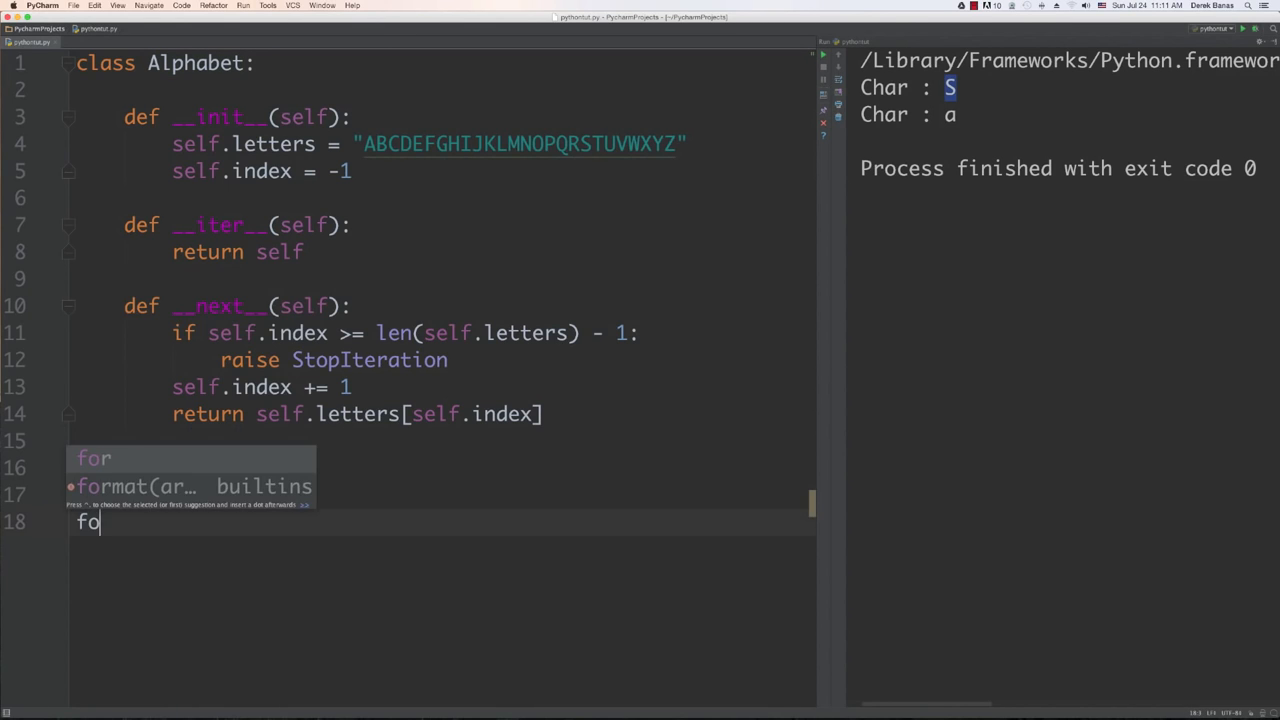 PyCharm File Edit View Navigate Code Refactor Run Tools VCS Window Help 10 Sun Jul 24 11:11 AM Derek Banas
pythontut.py - PycharmProjects - [~/PycharmProjects]
PycharmProjects pythontut.py pythontut
pythontut.py Run: pythontut
1 class Alphabet:
2
3 def __init__(self):
4 self.letters = "ABCDEFGHIJKLMNOPQRSTUVWXYZ"
5 self.index = -1
6
7 def __iter__(self):
8 return self
9
10 def __next__(self):
11 if self.index >= len(self.letters) - 1:
12 raise StopIteration
13 self.index += 1
14 return self.letters[self.index]
15
16
17
18 fo
for
format(ar… builtins
Press ^. to choose the selected (or first) suggestion and insert a dot afterwards >>
/Library/Frameworks/Python.framewor
Char : S
Char : a
Process finished with exit code 0
18:3 LF÷ UTF-8÷